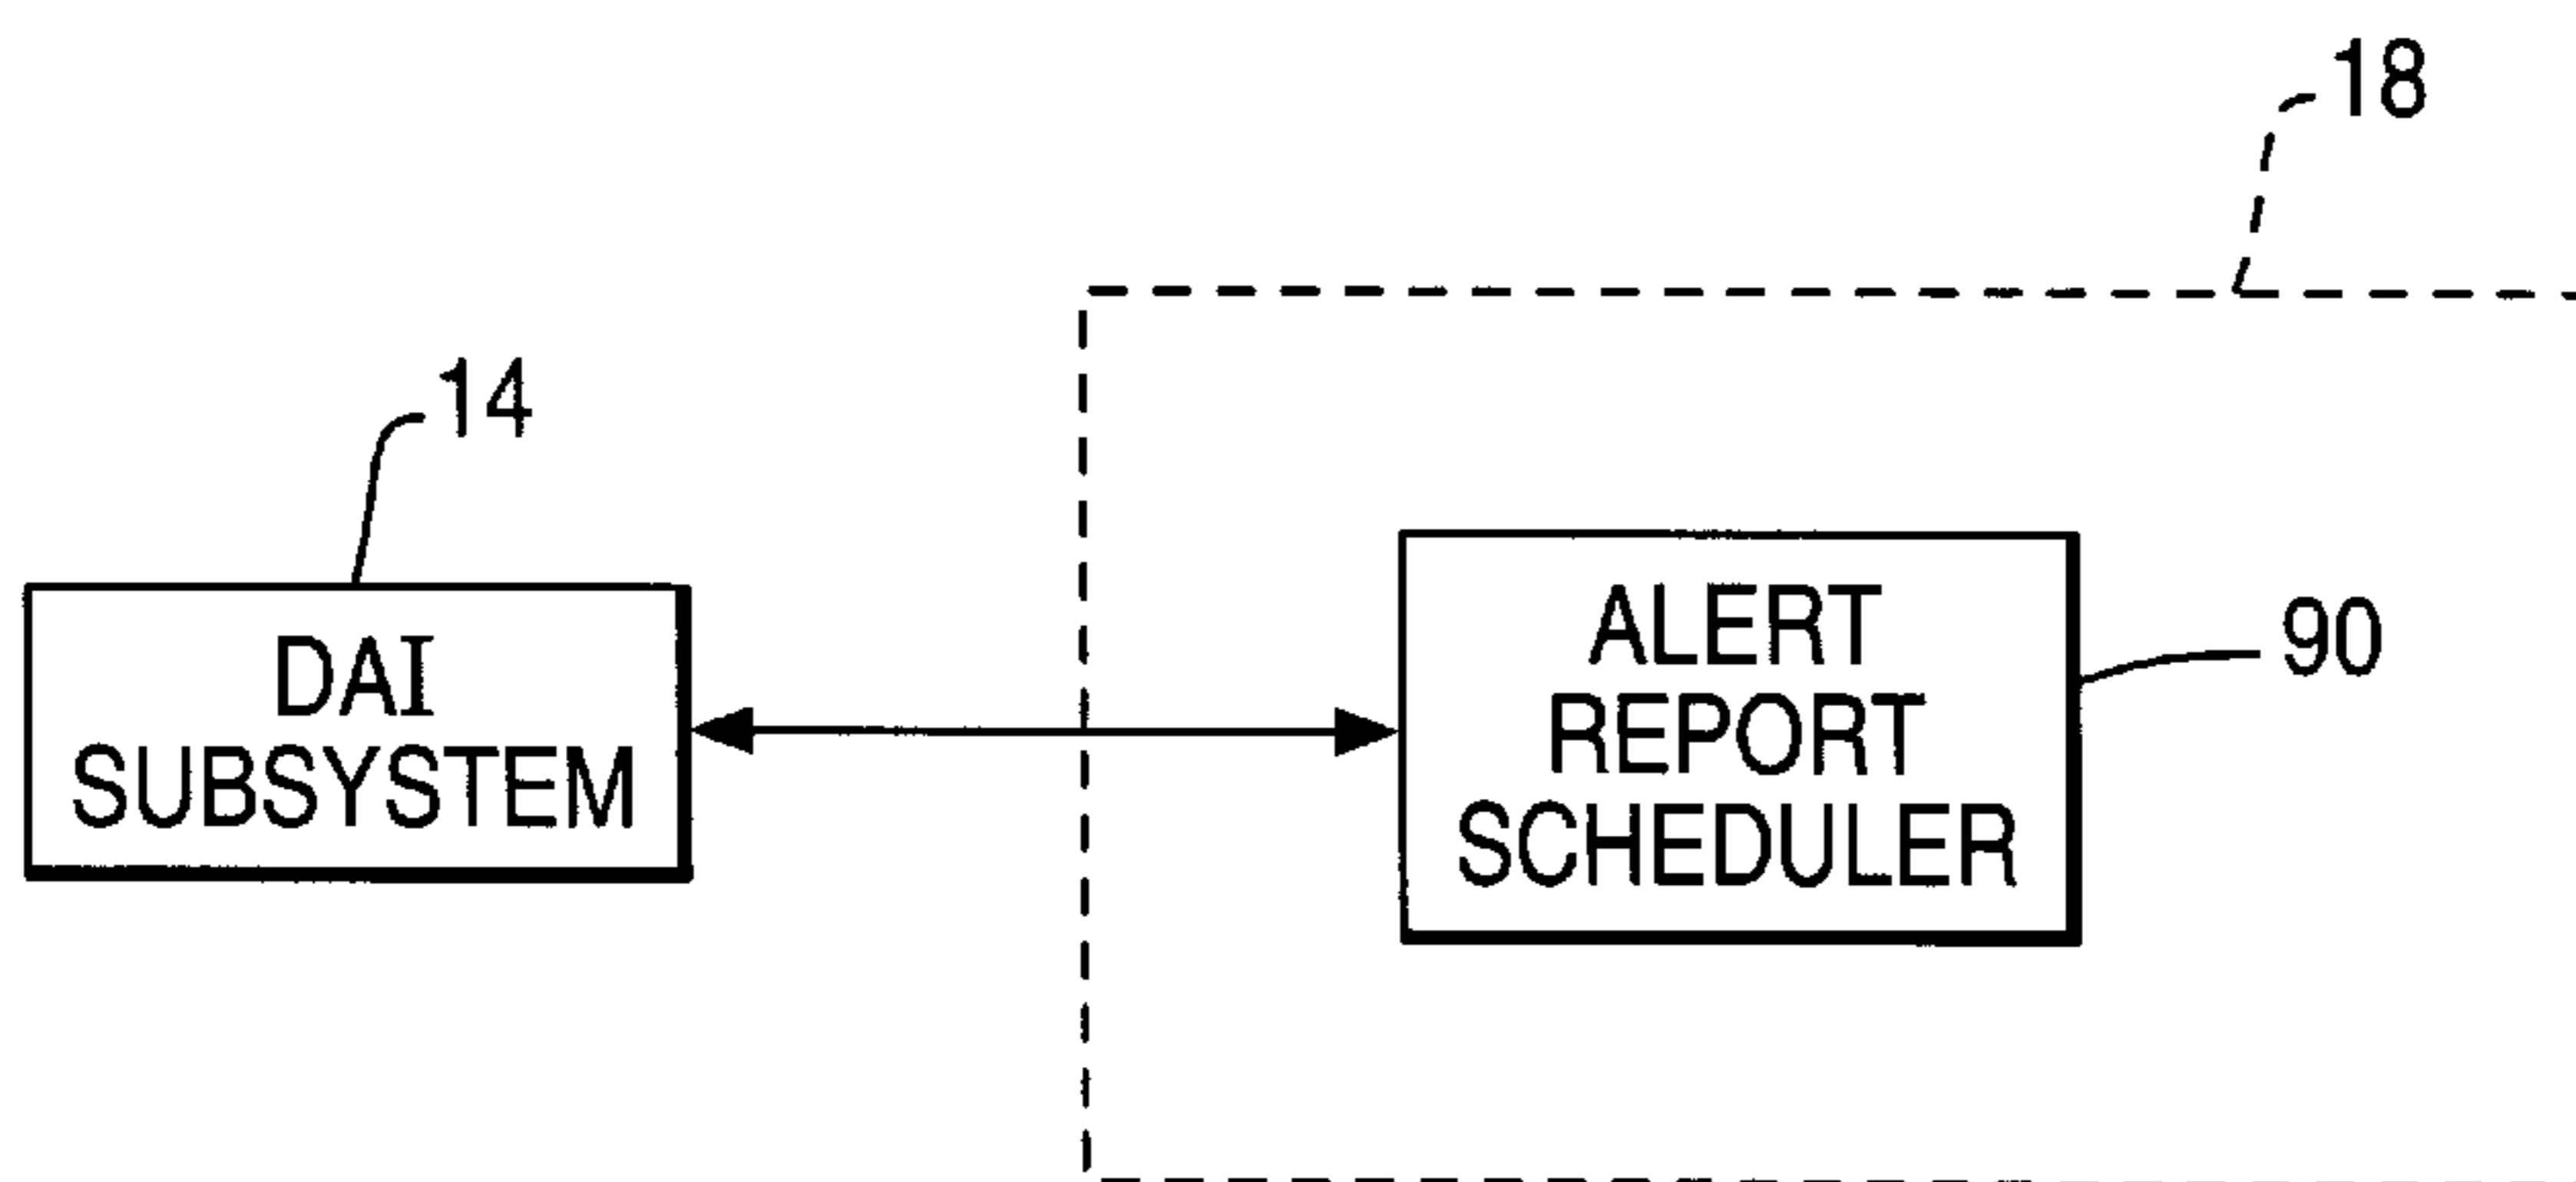 18
14
DAI
SUBSYSTEM
ALERT
REPORT
SCHEDULER
90